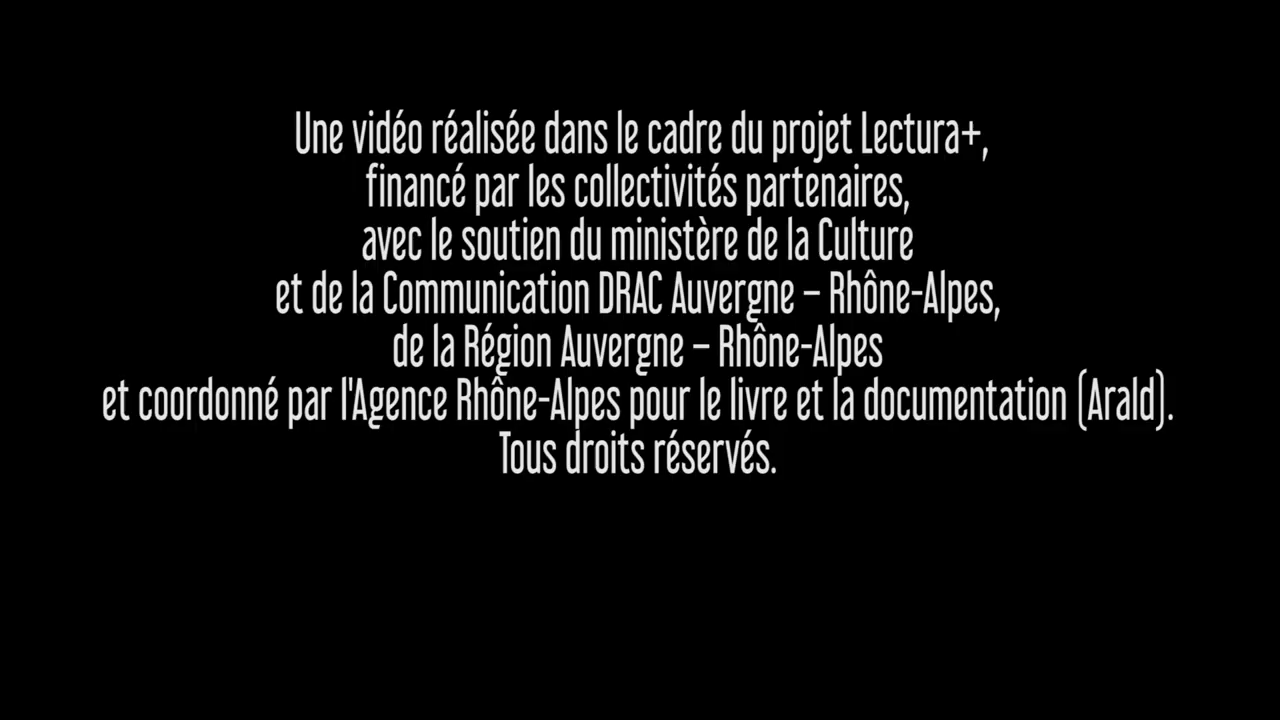 Une vidéo réalisée dans le cadre du projet Lectura+,
financé par les collectivités partenaires,
avec le soutien du ministère de la Culture
et de la Communication DRAC Auvergne – Rhône-Alpes,
de la Région Auvergne – Rhône-Alpes
et coordonné par l'Agence Rhône-Alpes pour le livre et la documentation (Arald).
Tous droits réservés.